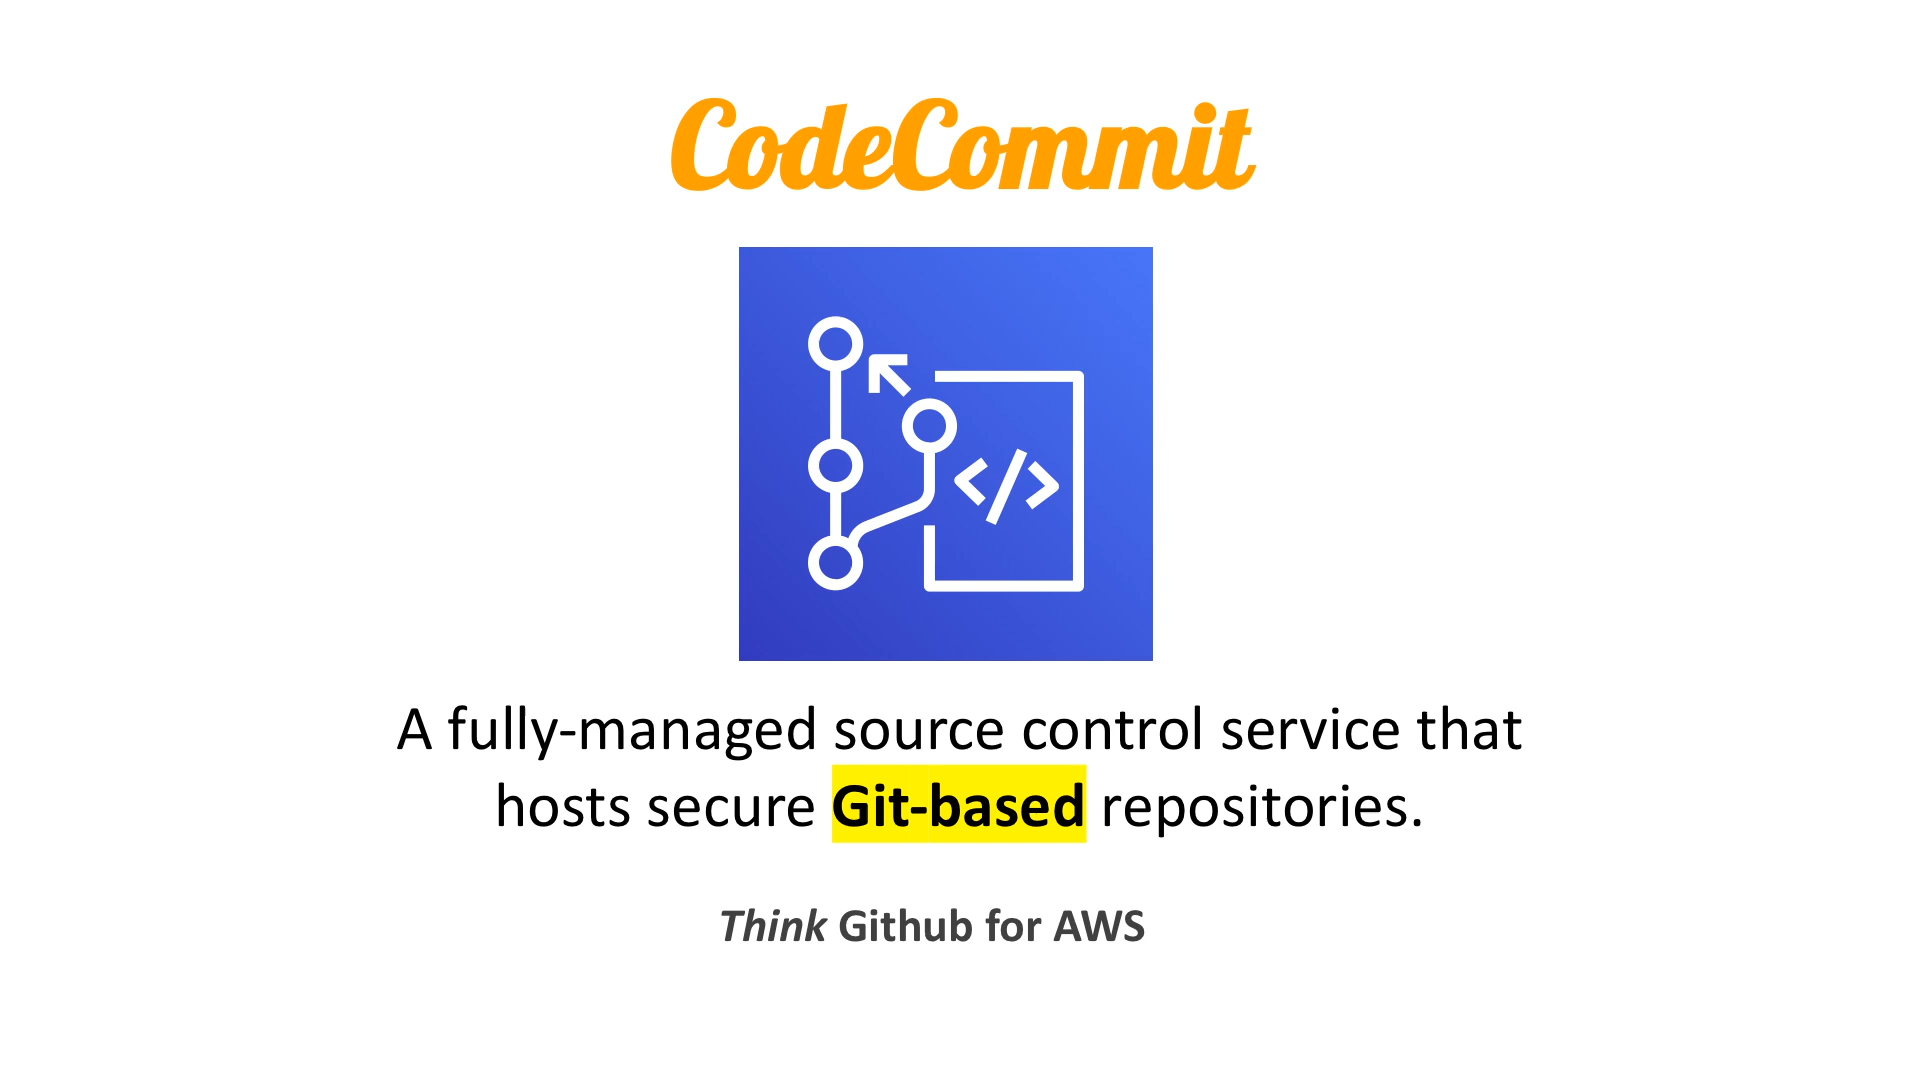 CodeCommit
</>
A fully-managed source control service that
hosts secure Git-based repositories.
Think Github for AWS